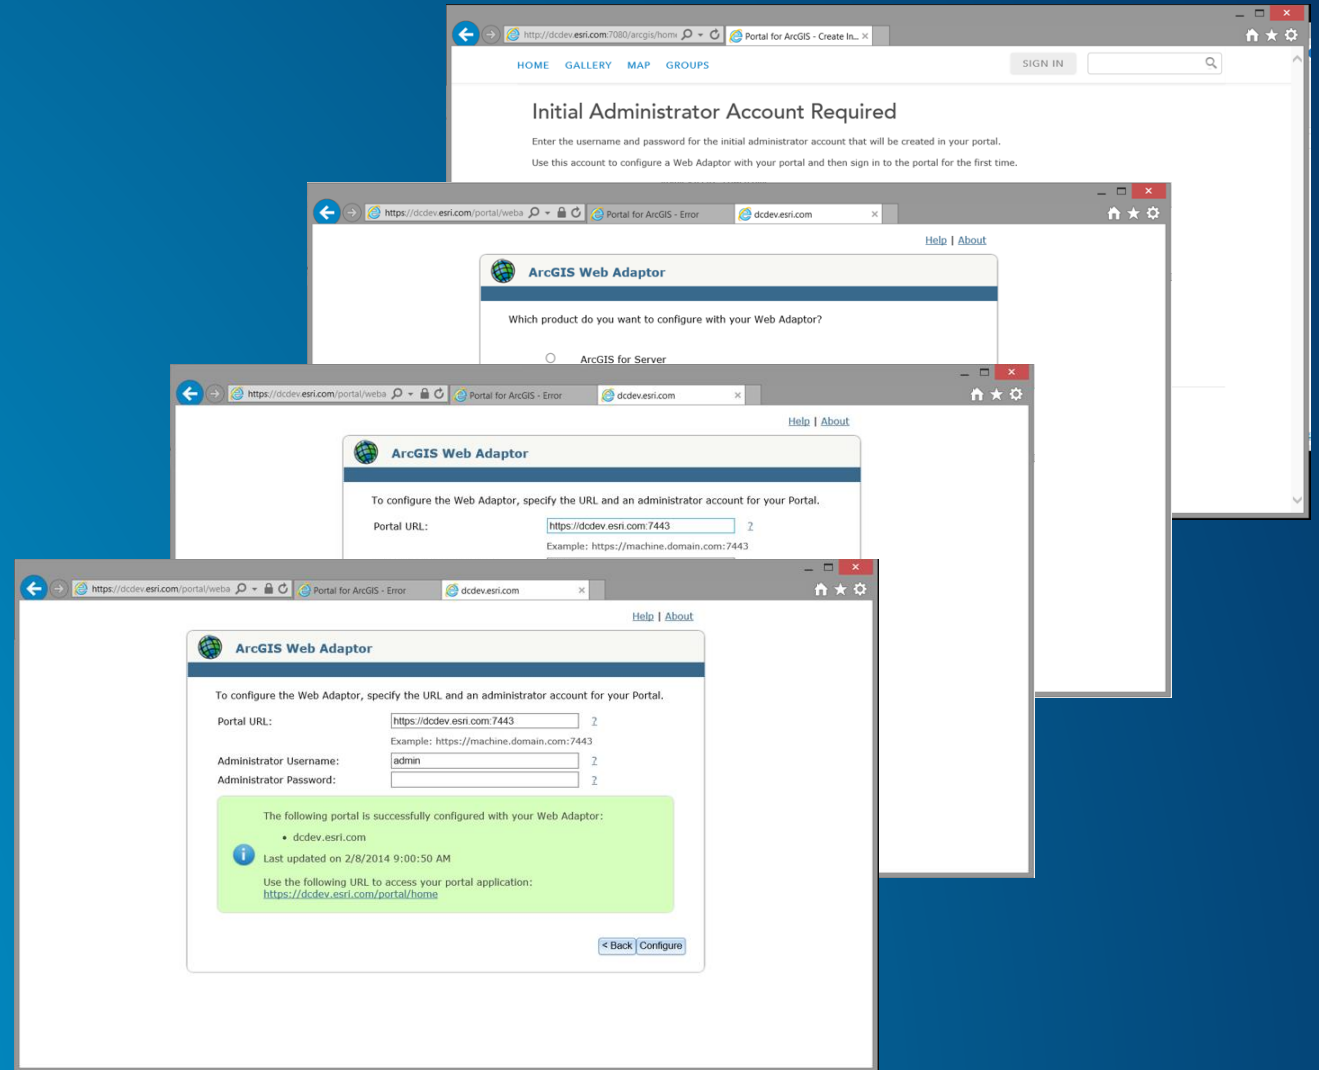 http://dcdev.esri.com:7080/arcgis/home
Portal for ArcGIS - Create In...
HOME GALLERY MAP GROUPS
SIGN IN
Initial Administrator Account Required
Enter the username and password for the initial administrator account that will be created in your portal.
Use this account to configure a Web Adaptor with your portal and then sign in to the portal for the first time.
https://dcdev.esri.com/portal/weba
Portal for ArcGIS - Error
dcdev.esri.com
Help | About
ArcGIS Web Adaptor
Which product do you want to configure with your Web Adaptor?
ArcGIS for Server
https://dcdev.esri.com/portal/weba
Portal for ArcGIS - Error
dcdev.esri.com
Help | About
ArcGIS Web Adaptor
To configure the Web Adaptor, specify the URL and an administrator account for your Portal.
Portal URL: https://dcdev.esri.com:7443 ?
Example: https://machine.domain.com:7443
https://dcdev.esri.com/portal/weba
Portal for ArcGIS - Error
dcdev.esri.com
Help | About
ArcGIS Web Adaptor
To configure the Web Adaptor, specify the URL and an administrator account for your Portal.
Portal URL: https://dcdev.esri.com:7443 ?
Example: https://machine.domain.com:7443
Administrator Username: admin ?
Administrator Password: ?
The following portal is successfully configured with your Web Adaptor:
• dcdev.esri.com
Last updated on 2/8/2014 9:00:50 AM
Use the following URL to access your portal application:
https://dcdev.esri.com/portal/home
< Back Configure